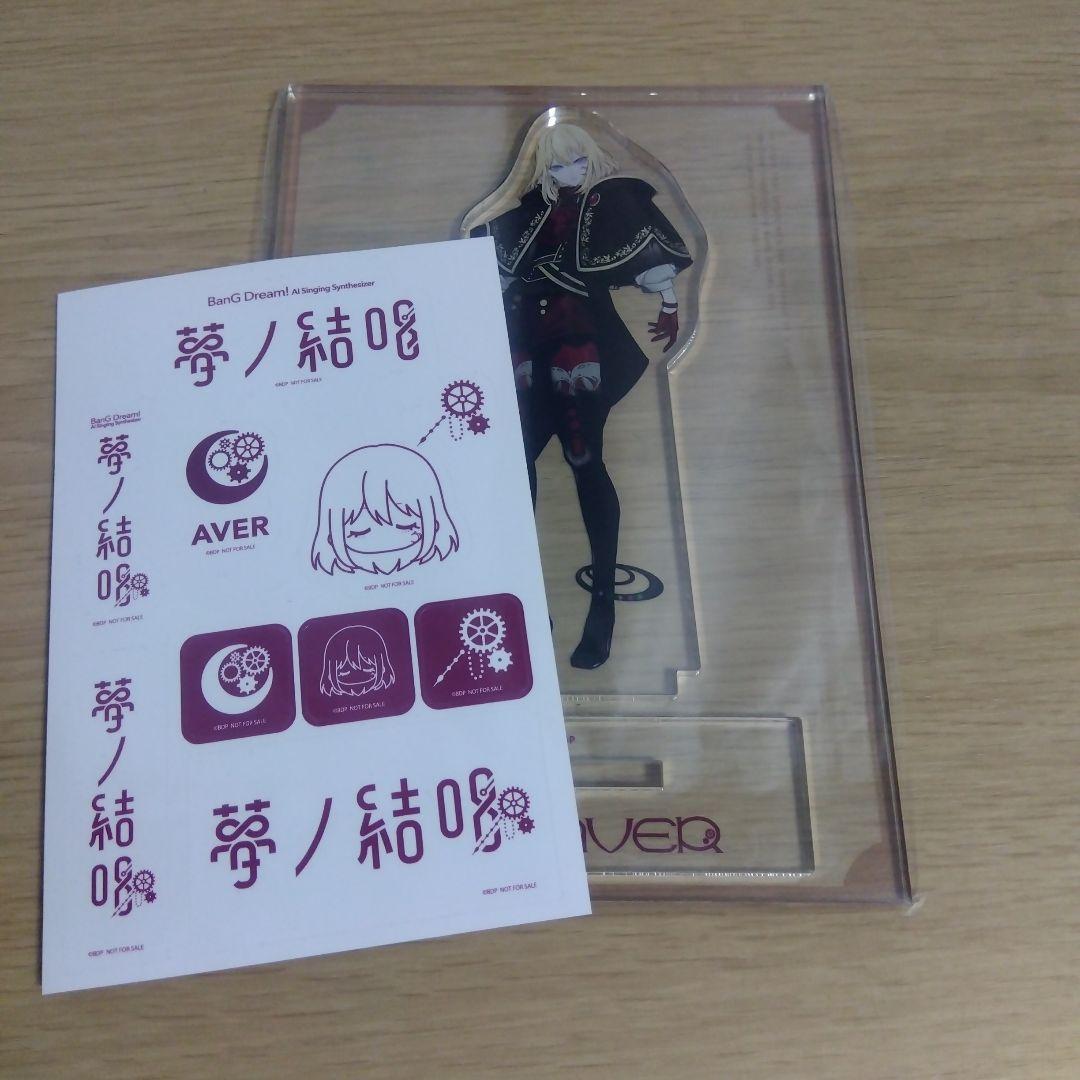 BanG Dream! AI Singing Synthesizer
夢ノ結唱
©BDP NOT FOR SALE
BanG Dream!
AI Singing Synthesizer
夢ノ結唱
©BDP NOT FOR SALE
AVER
©BDP NOT FOR SALE
©BDP NOT FOR SALE
©BDP NOT FOR SALE
©BDP NOT FOR SALE
©BDP NOT FOR SALE
夢ノ結唱
©BDP NOT FOR SALE
夢ノ結唱
©BDP NOT FOR SALE
AVER